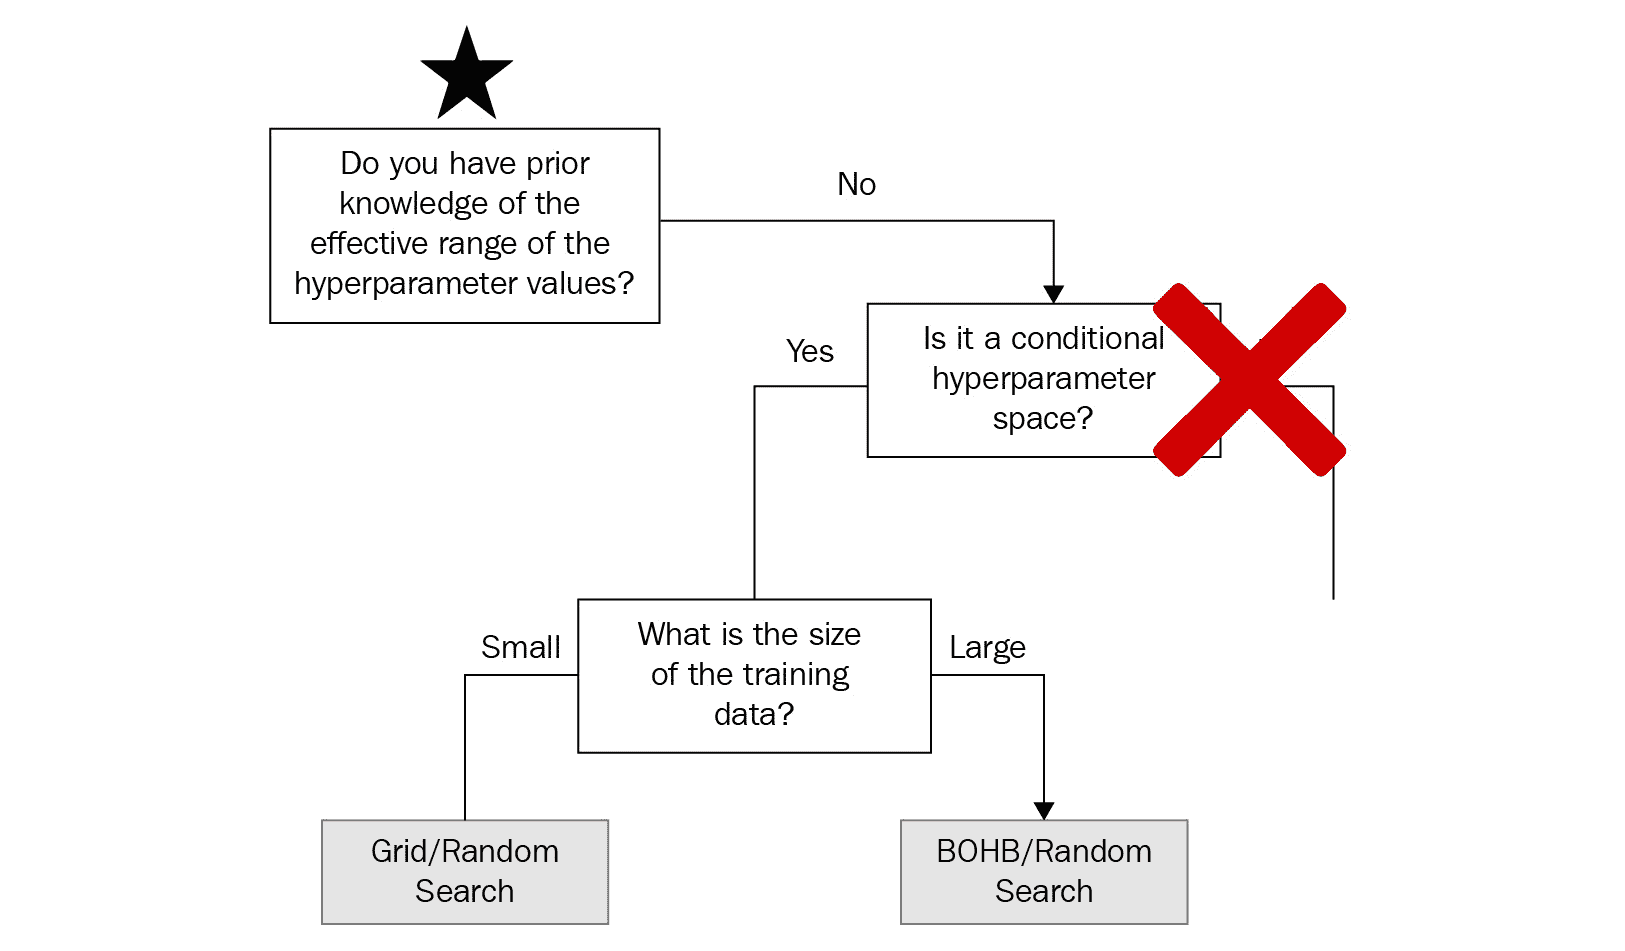 Do you have prior
knowledge of the
effective range of the
hyperparameter values?
No
Is it a conditional
hyperparameter
space?
Yes
What is the size
of the training
data?
Small
Large
Grid/Random
Search
BOHB/Random
Search